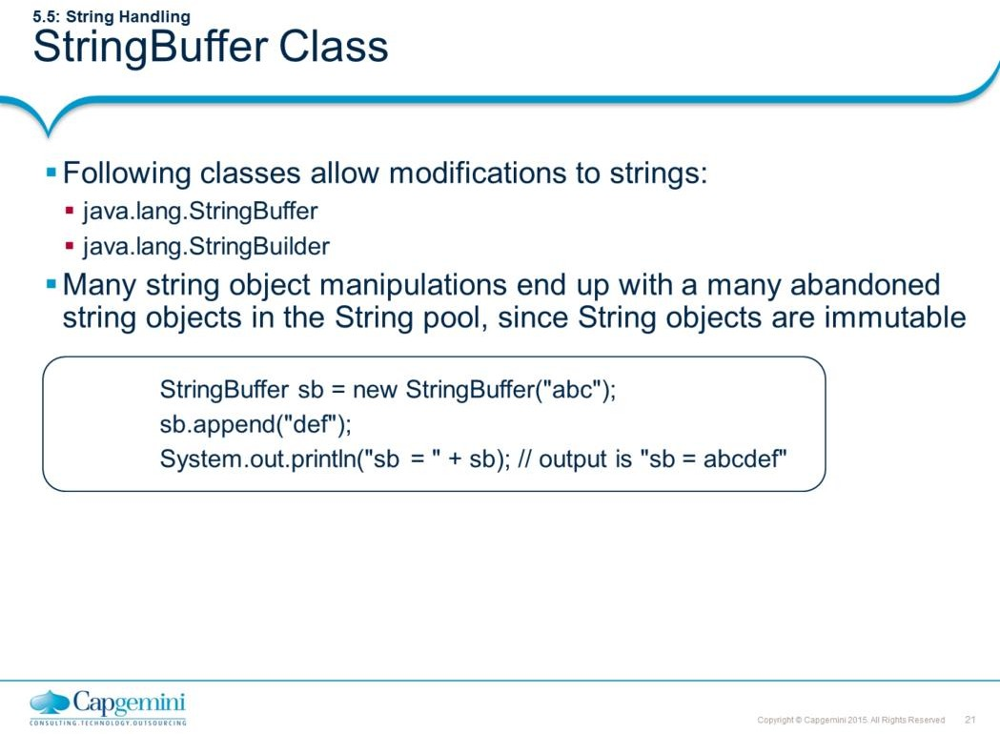 5.5: String Handling
StringBuffer Class
Following classes allow modifications to strings:
java.lang.StringBuffer
java.lang.StringBuilder
Many string object manipulations end up with a many abandoned
string objects in the String pool, since String objects are immutable
StringBuffer sb = new StringBuffer("abc");
sb.append("def");
System.out.println("sb = " + sb); // output is "sb = abcdef"
Capgemini
CONSULTING.TECHNOLOGY.OUTSOURCING
Copyright © Capgemini 2015. All Rights Reserved 21